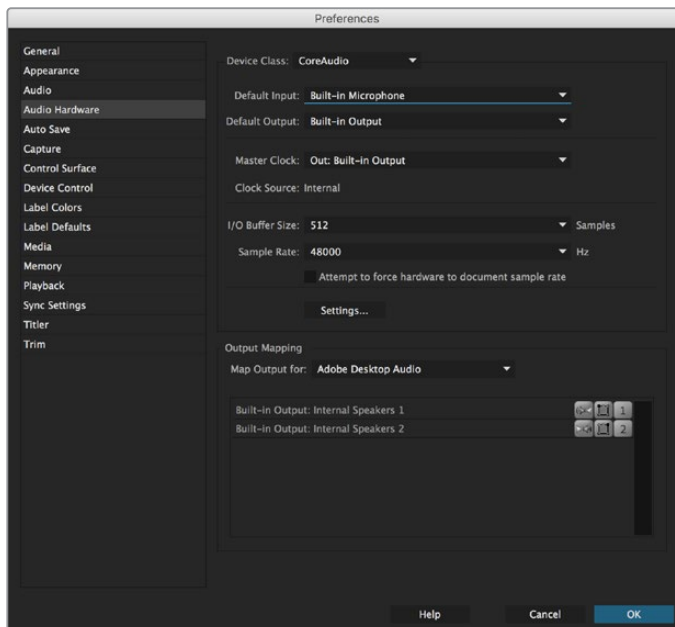 Preferences
General
Appearance
Audio
Audio Hardware
Auto Save
Capture
Control Surface
Device Control
Label Colors
Label Defaults
Media
Memory
Playback
Sync Settings
Titler
Trim
Device Class: CoreAudio
Default Input: Built-in Microphone
Default Output: Built-in Output
Master Clock: Out: Built-in Output
Clock Source: Internal
I/O Buffer Size: 512 Samples
Sample Rate: 48000 Hz
Attempt to force hardware to document sample rate
Settings...
Output Mapping
Map Output for: Adobe Desktop Audio
Built-in Output: Internal Speakers 1 1
Built-in Output: Internal Speakers 2 2
Help Cancel OK